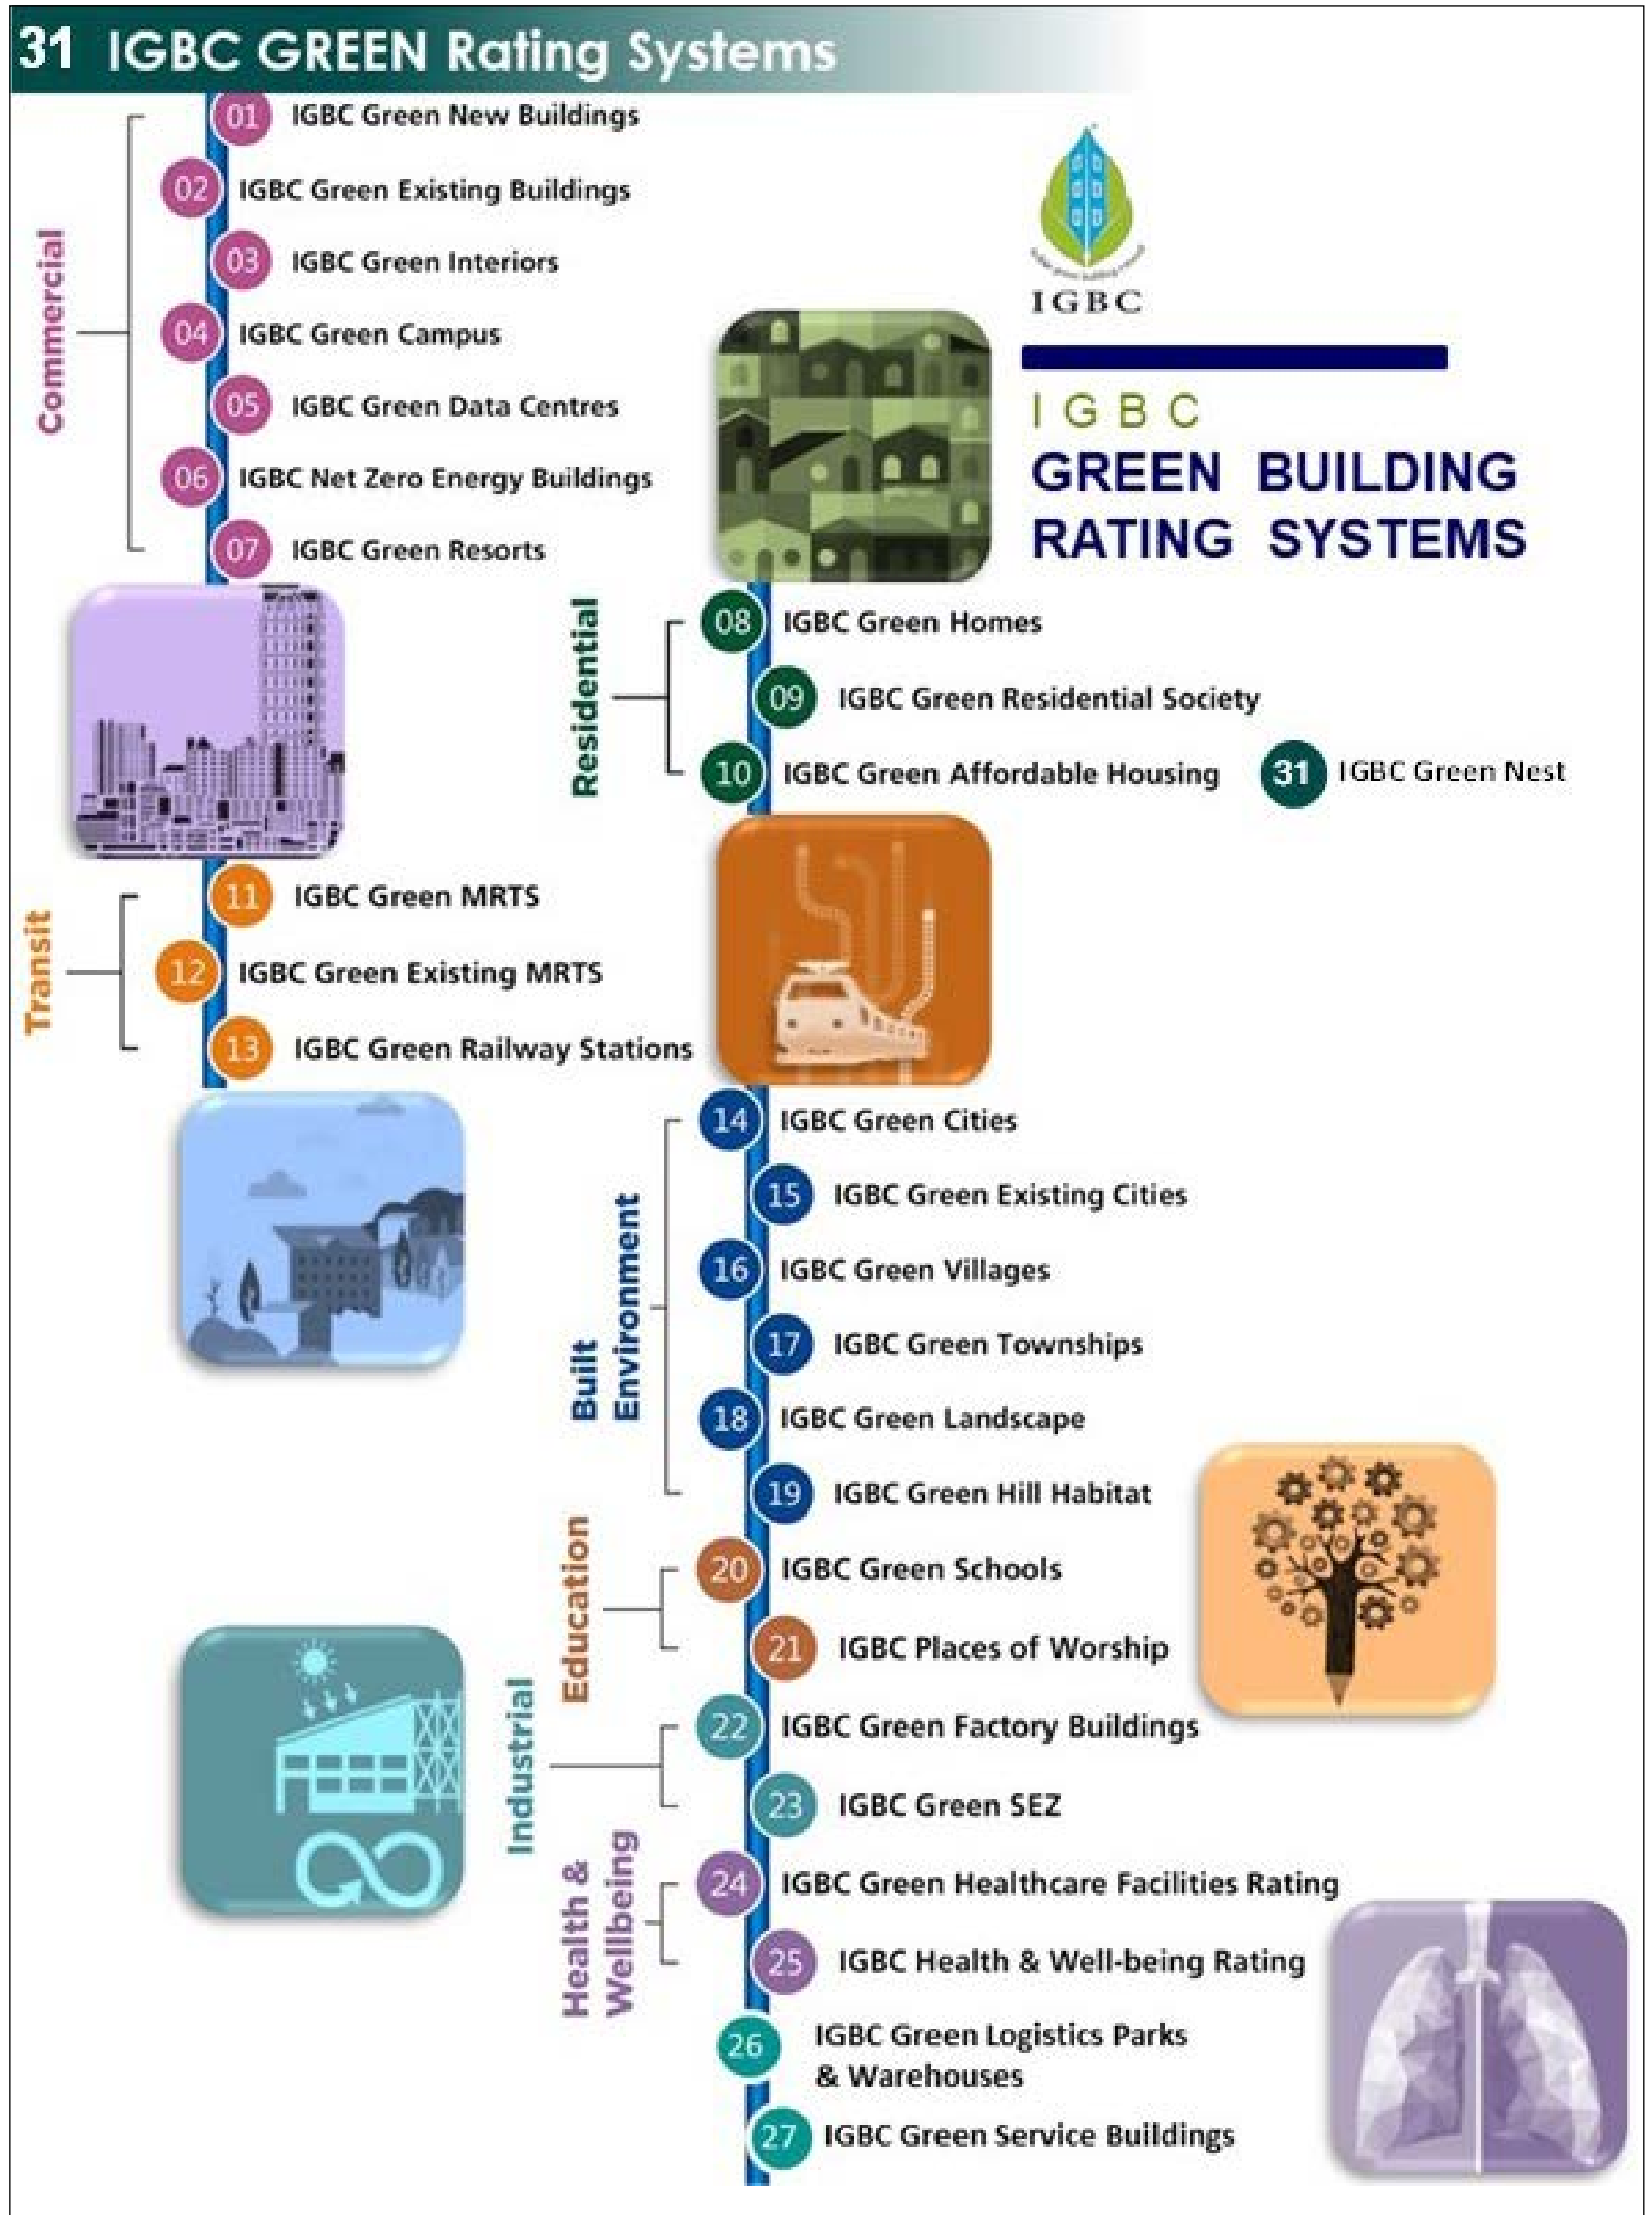 31 IGBC GREEN Rating Systems
Commercial
01 IGBC Green New Buildings
02 IGBC Green Existing Buildings
03 IGBC Green Interiors
04 IGBC Green Campus
05 IGBC Green Data Centres
06 IGBC Net Zero Energy Buildings
07 IGBC Green Resorts
IGBC
IGBC
GREEN BUILDING
RATING SYSTEMS
Residential
08 IGBC Green Homes
09 IGBC Green Residential Society
10 IGBC Green Affordable Housing
31 IGBC Green Nest
Transit
11 IGBC Green MRTS
12 IGBC Green Existing MRTS
13 IGBC Green Railway Stations
Built
Environment
14 IGBC Green Cities
15 IGBC Green Existing Cities
16 IGBC Green Villages
17 IGBC Green Townships
18 IGBC Green Landscape
19 IGBC Green Hill Habitat
Education
20 IGBC Green Schools
21 IGBC Places of Worship
Industrial
22 IGBC Green Factory Buildings
23 IGBC Green SEZ
Health &
Wellbeing
24 IGBC Green Healthcare Facilities Rating
25 IGBC Health & Well-being Rating
26 IGBC Green Logistics Parks
& Warehouses
27 IGBC Green Service Buildings